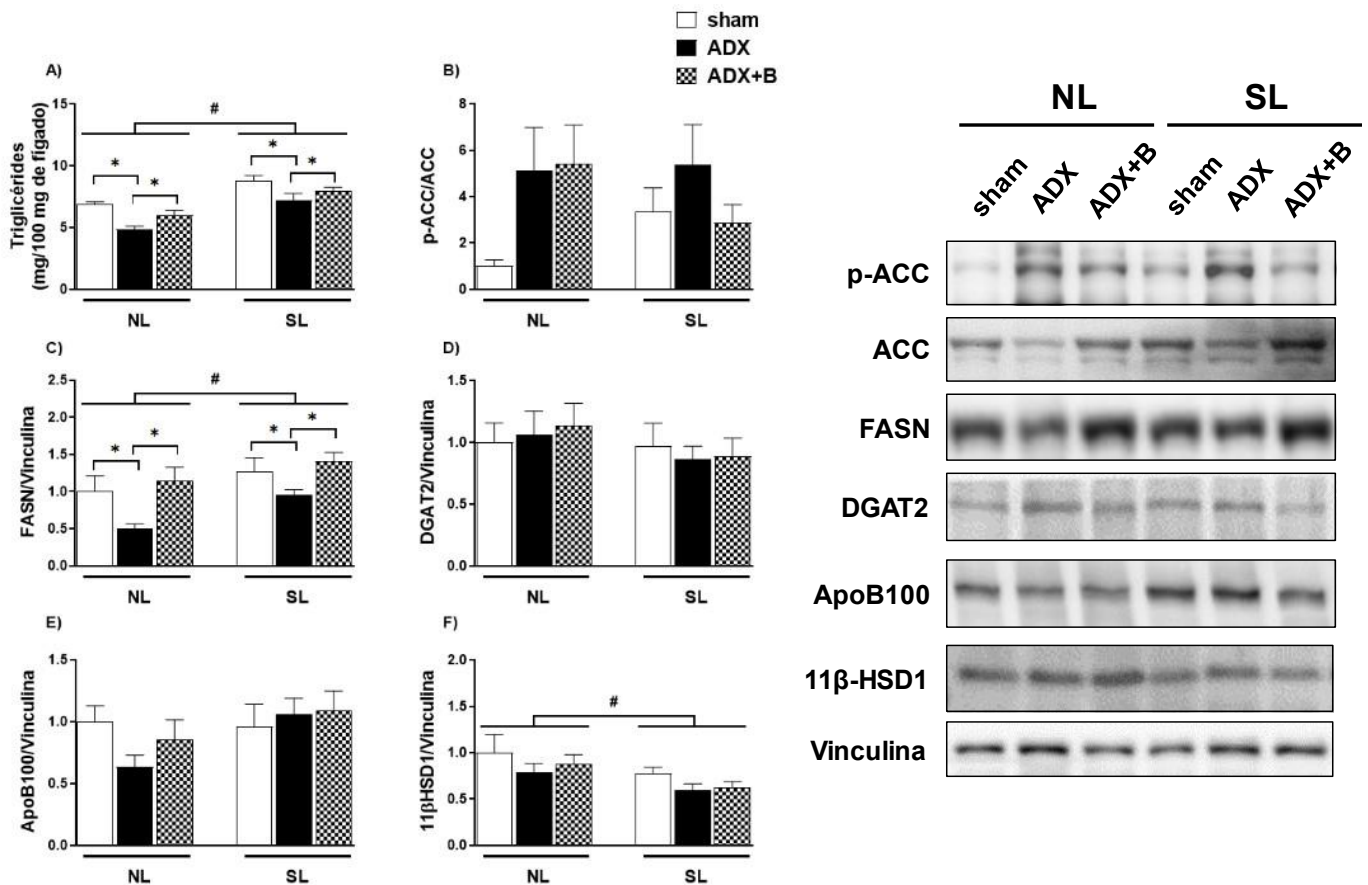 sham
ADX
ADX+B
A)
Triglicérides
(mg/100 mg de fígado)
15
10
5
0
*
*
#
*
*
NL
SL
B)
p-ACC/ACC
8
6
4
2
0
NL
SL
C)
FASN/Vinculina
2.5
2.0
1.5
1.0
0.5
0.0
*
*
#
*
*
NL
SL
D)
DGAT2/Vinculina
1.5
1.0
0.5
0.0
NL
SL
E)
ApoB100/Vinculina
1.5
1.0
0.5
0.0
NL
SL
F)
11βHSD1/Vinculina
2.0
1.5
1.0
0.5
0.0
#
NL
SL
NL SL
sham ADX ADX+B sham ADX ADX+B
p-ACC
ACC
FASN
DGAT2
ApoB100
11β-HSD1
Vinculina